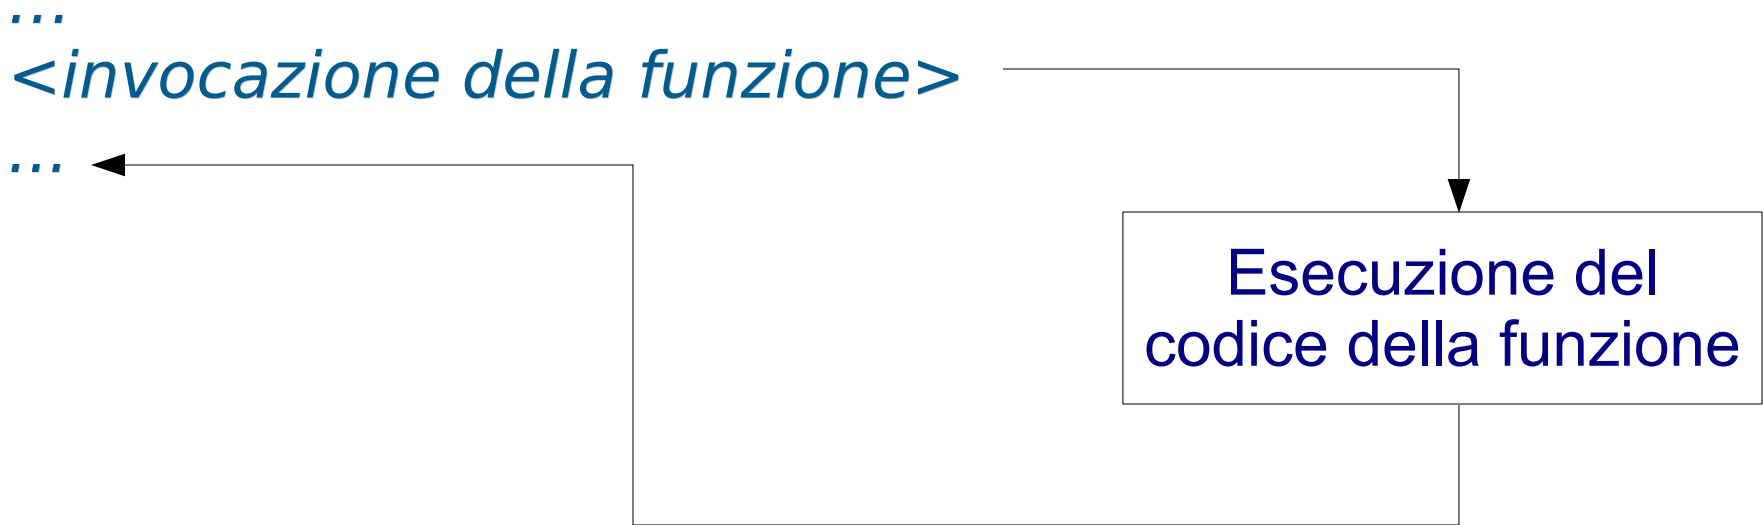 ...
<invocazione della funzione>
...
Esecuzione del
codice della funzione